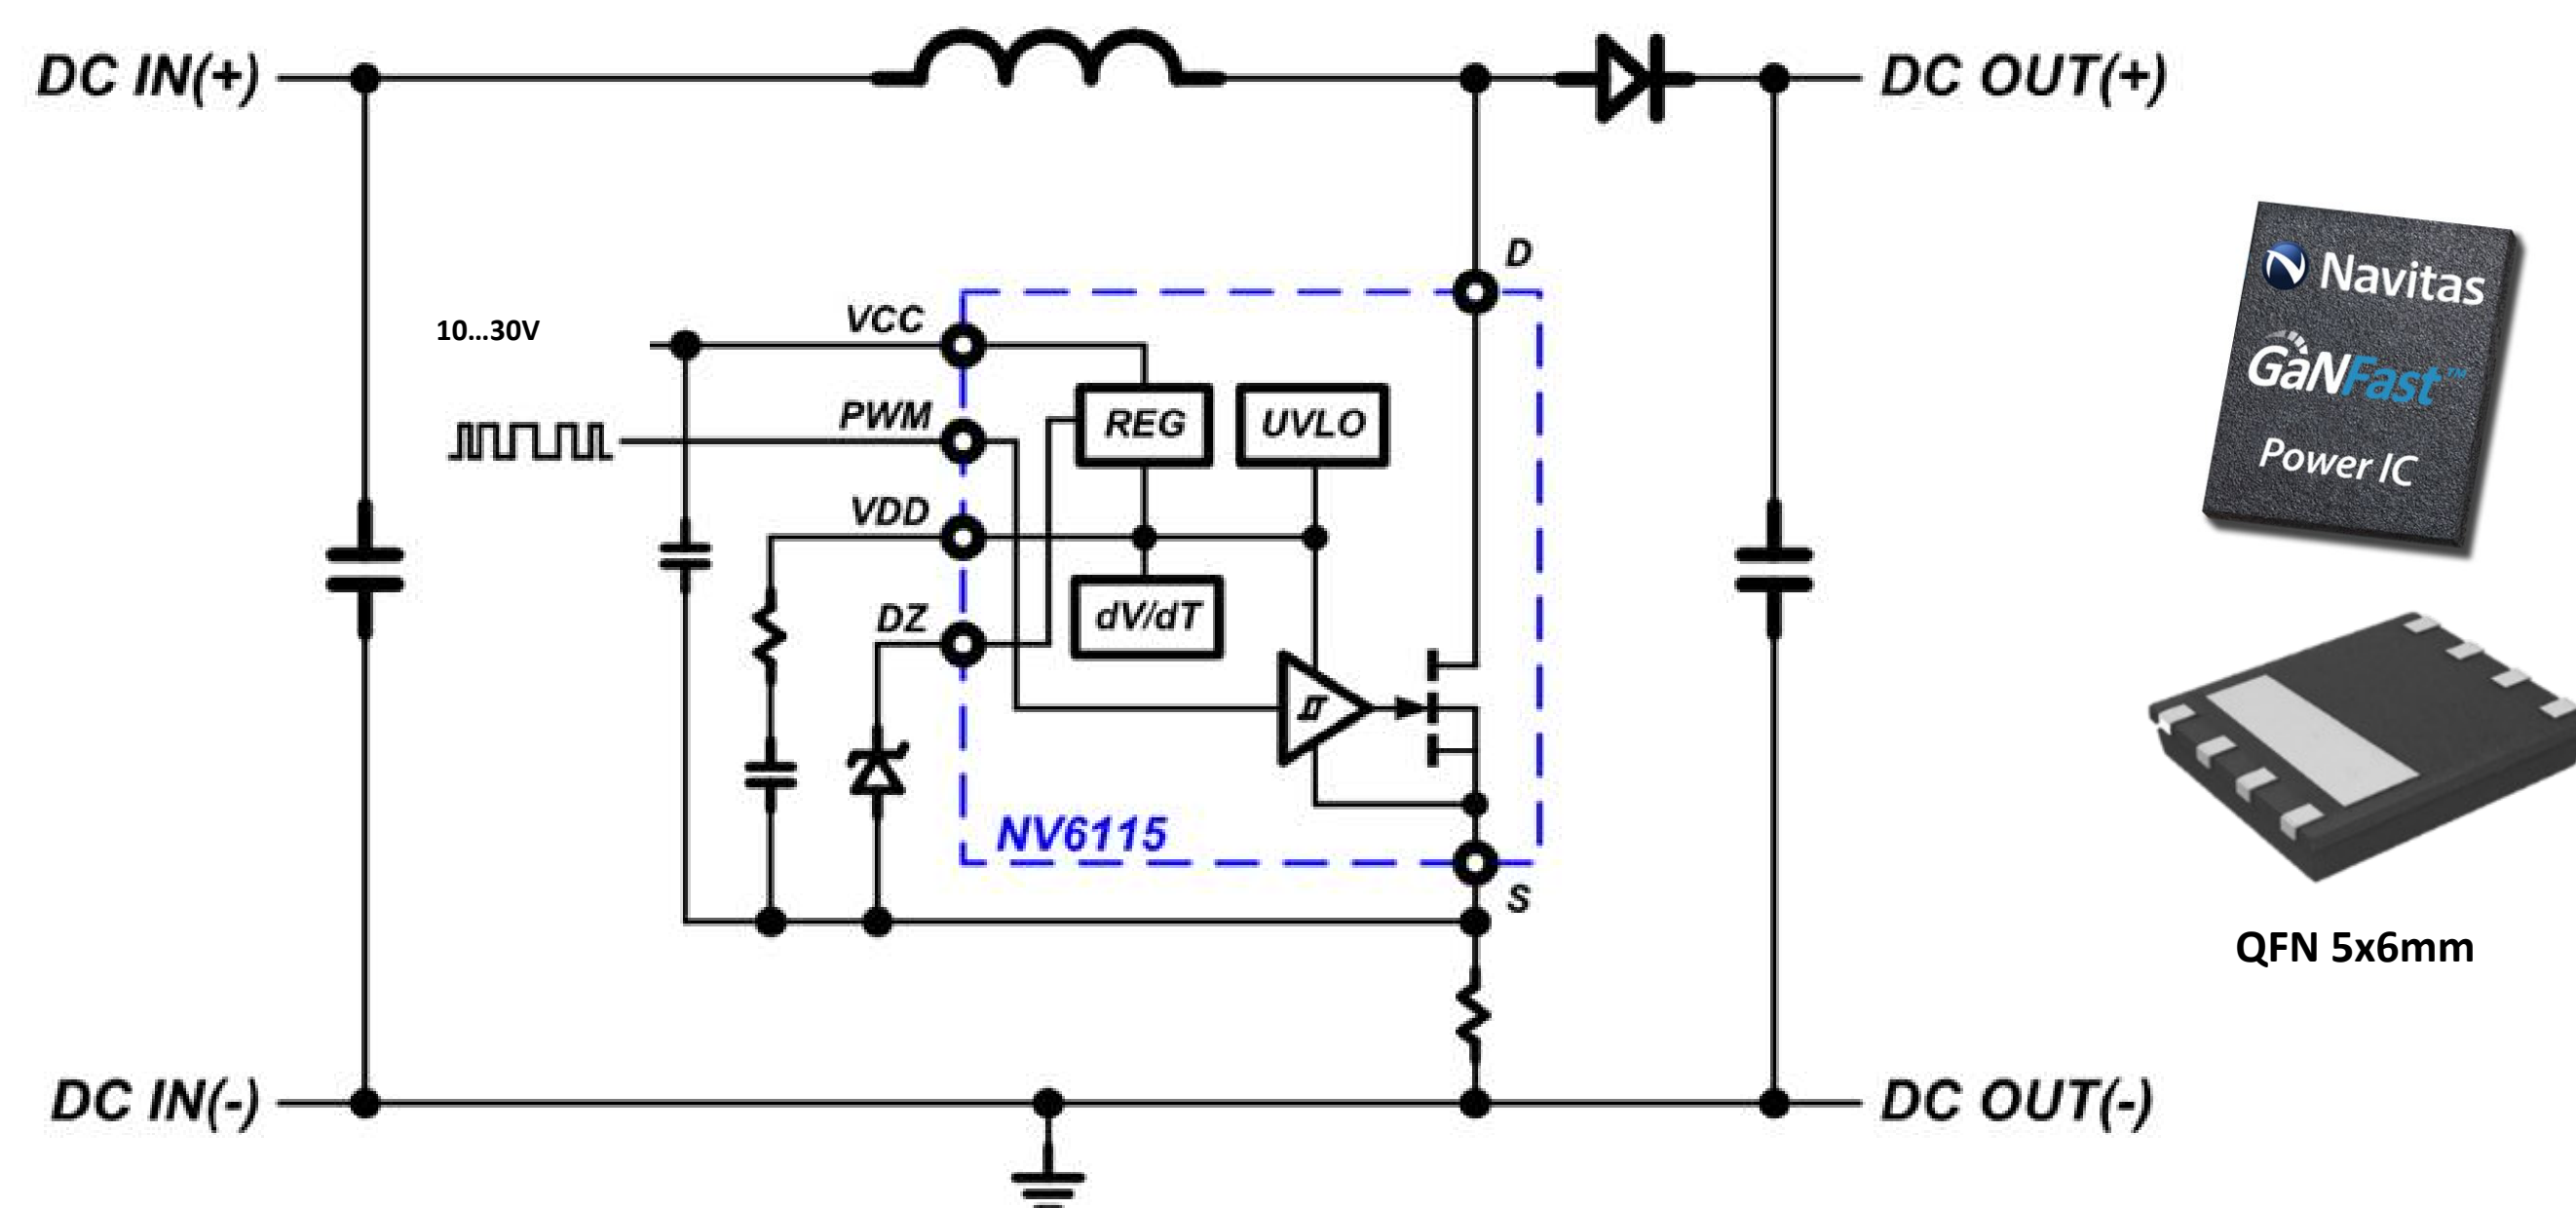 DC IN(+)
DC OUT(+)
D
Navitas
GaNFast™
Power IC
10...30V
VCC
PWM
REG
UVLO
VDD
DZ
dV/dT
NV6115
S
QFN 5x6mm
DC IN(-)
DC OUT(-)